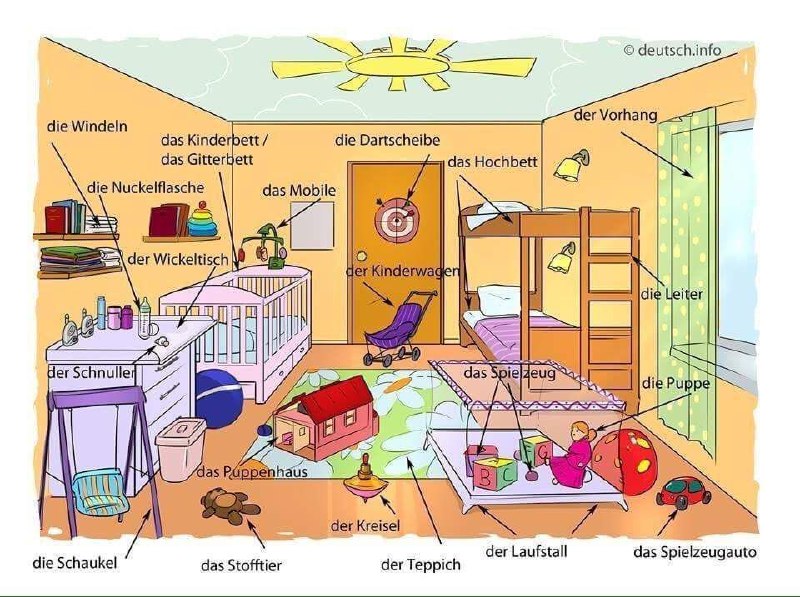 © deutsch.info
die Windeln
der Vorhang
das Kinderbett /
das Gitterbett
die Dartscheibe
das Hochbett
die Nuckelflasche
das Mobile
der Wickeltisch
der Kinderwagen
die Leiter
der Schnuller
das Spielzeug
die Puppe
das Puppenhaus
der Kreisel
die Schaukel
das Stofftier
der Teppich
der Laufstall
das Spielzeugauto
B C